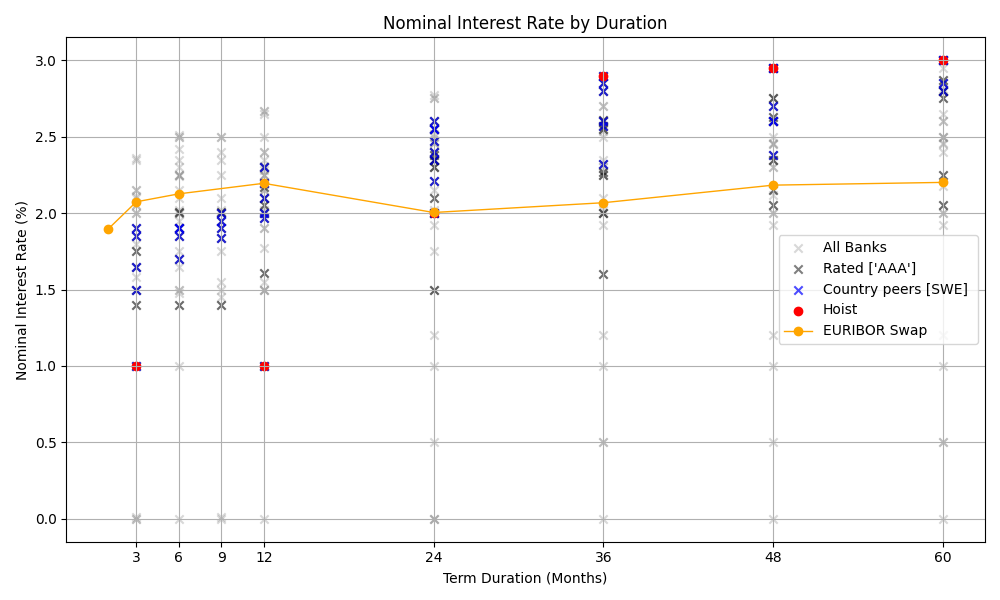 Nominal Interest Rate by Duration
Nominal Interest Rate (%)
3.0
2.5
2.0
1.5
1.0
0.5
0.0
All Banks
Rated ['AAA']
Country peers [SWE]
Hoist
EURIBOR Swap
3 6 9 12 24 36 48 60
Term Duration (Months)